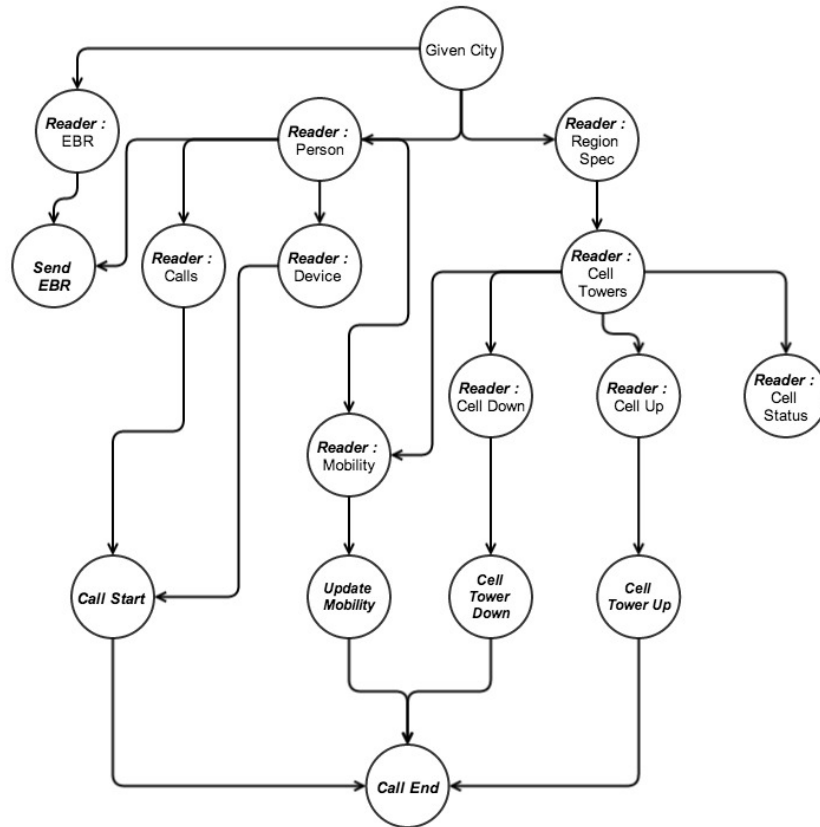 Given City
Reader :
EBR
Reader :
Person
Reader :
Region
Spec
Send
EBR
Reader :
Calls
Reader :
Device
Reader :
Cell
Towers
Reader :
Cell Down
Reader :
Cell Up
Reader :
Cell
Status
Reader :
Mobility
Call Start
Update
Mobility
Cell
Tower
Down
Cell
Tower Up
Call End